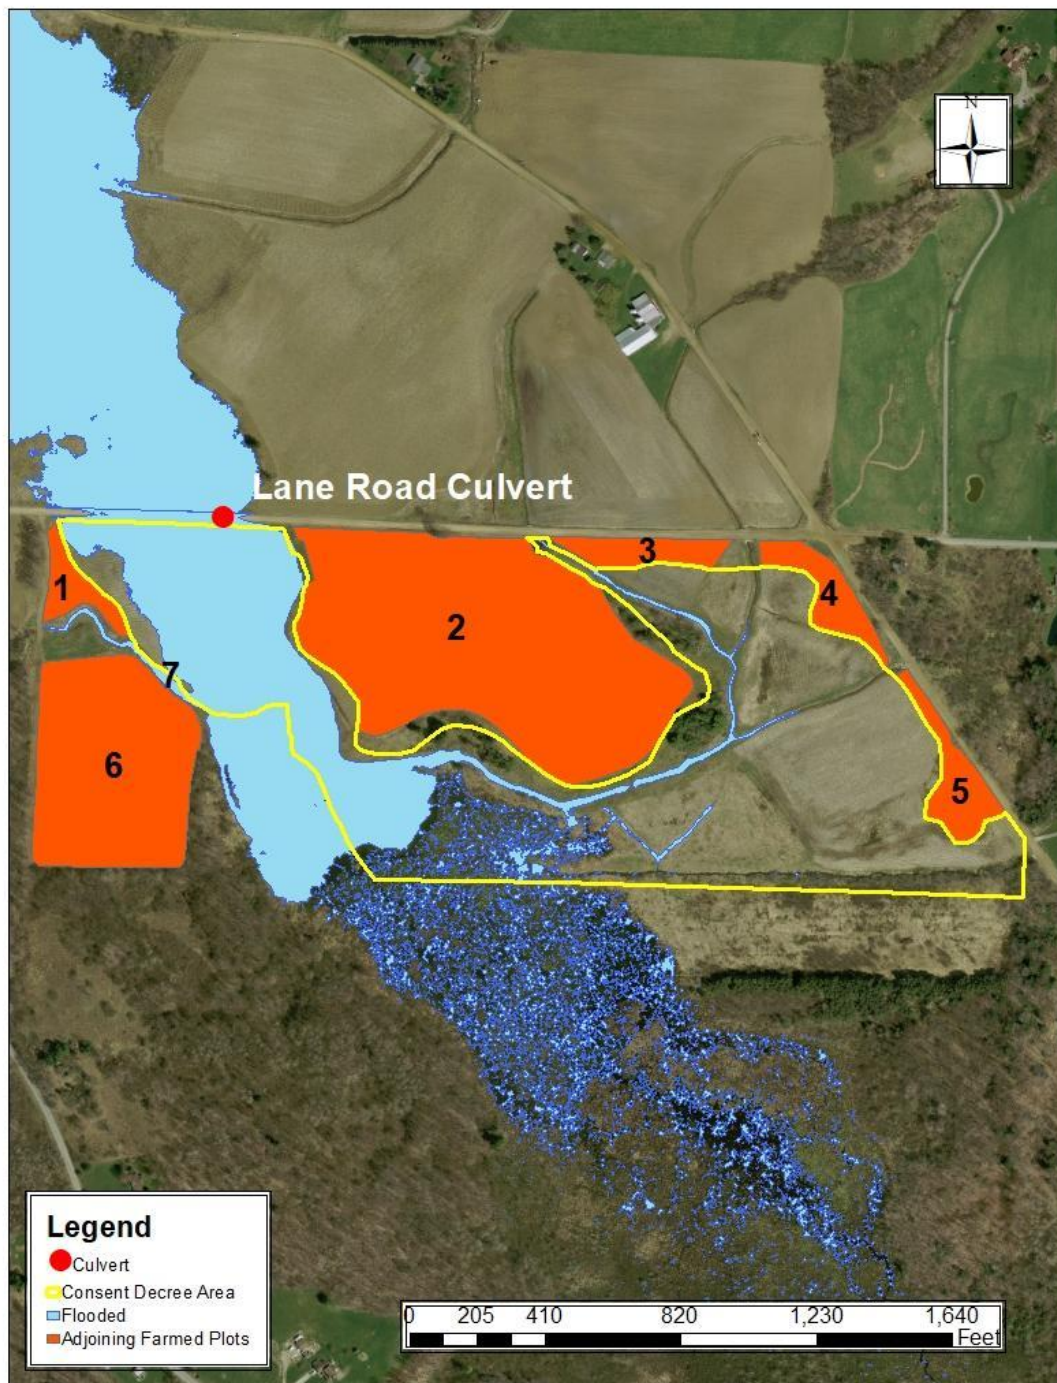 N
Lane Road Culvert
1
2
3
4
5
6
7
Legend
Culvert
Consent Decree Area
Flooded
Adjoining Farmed Plots
0 205 410 820 1,230 1,640
Feet